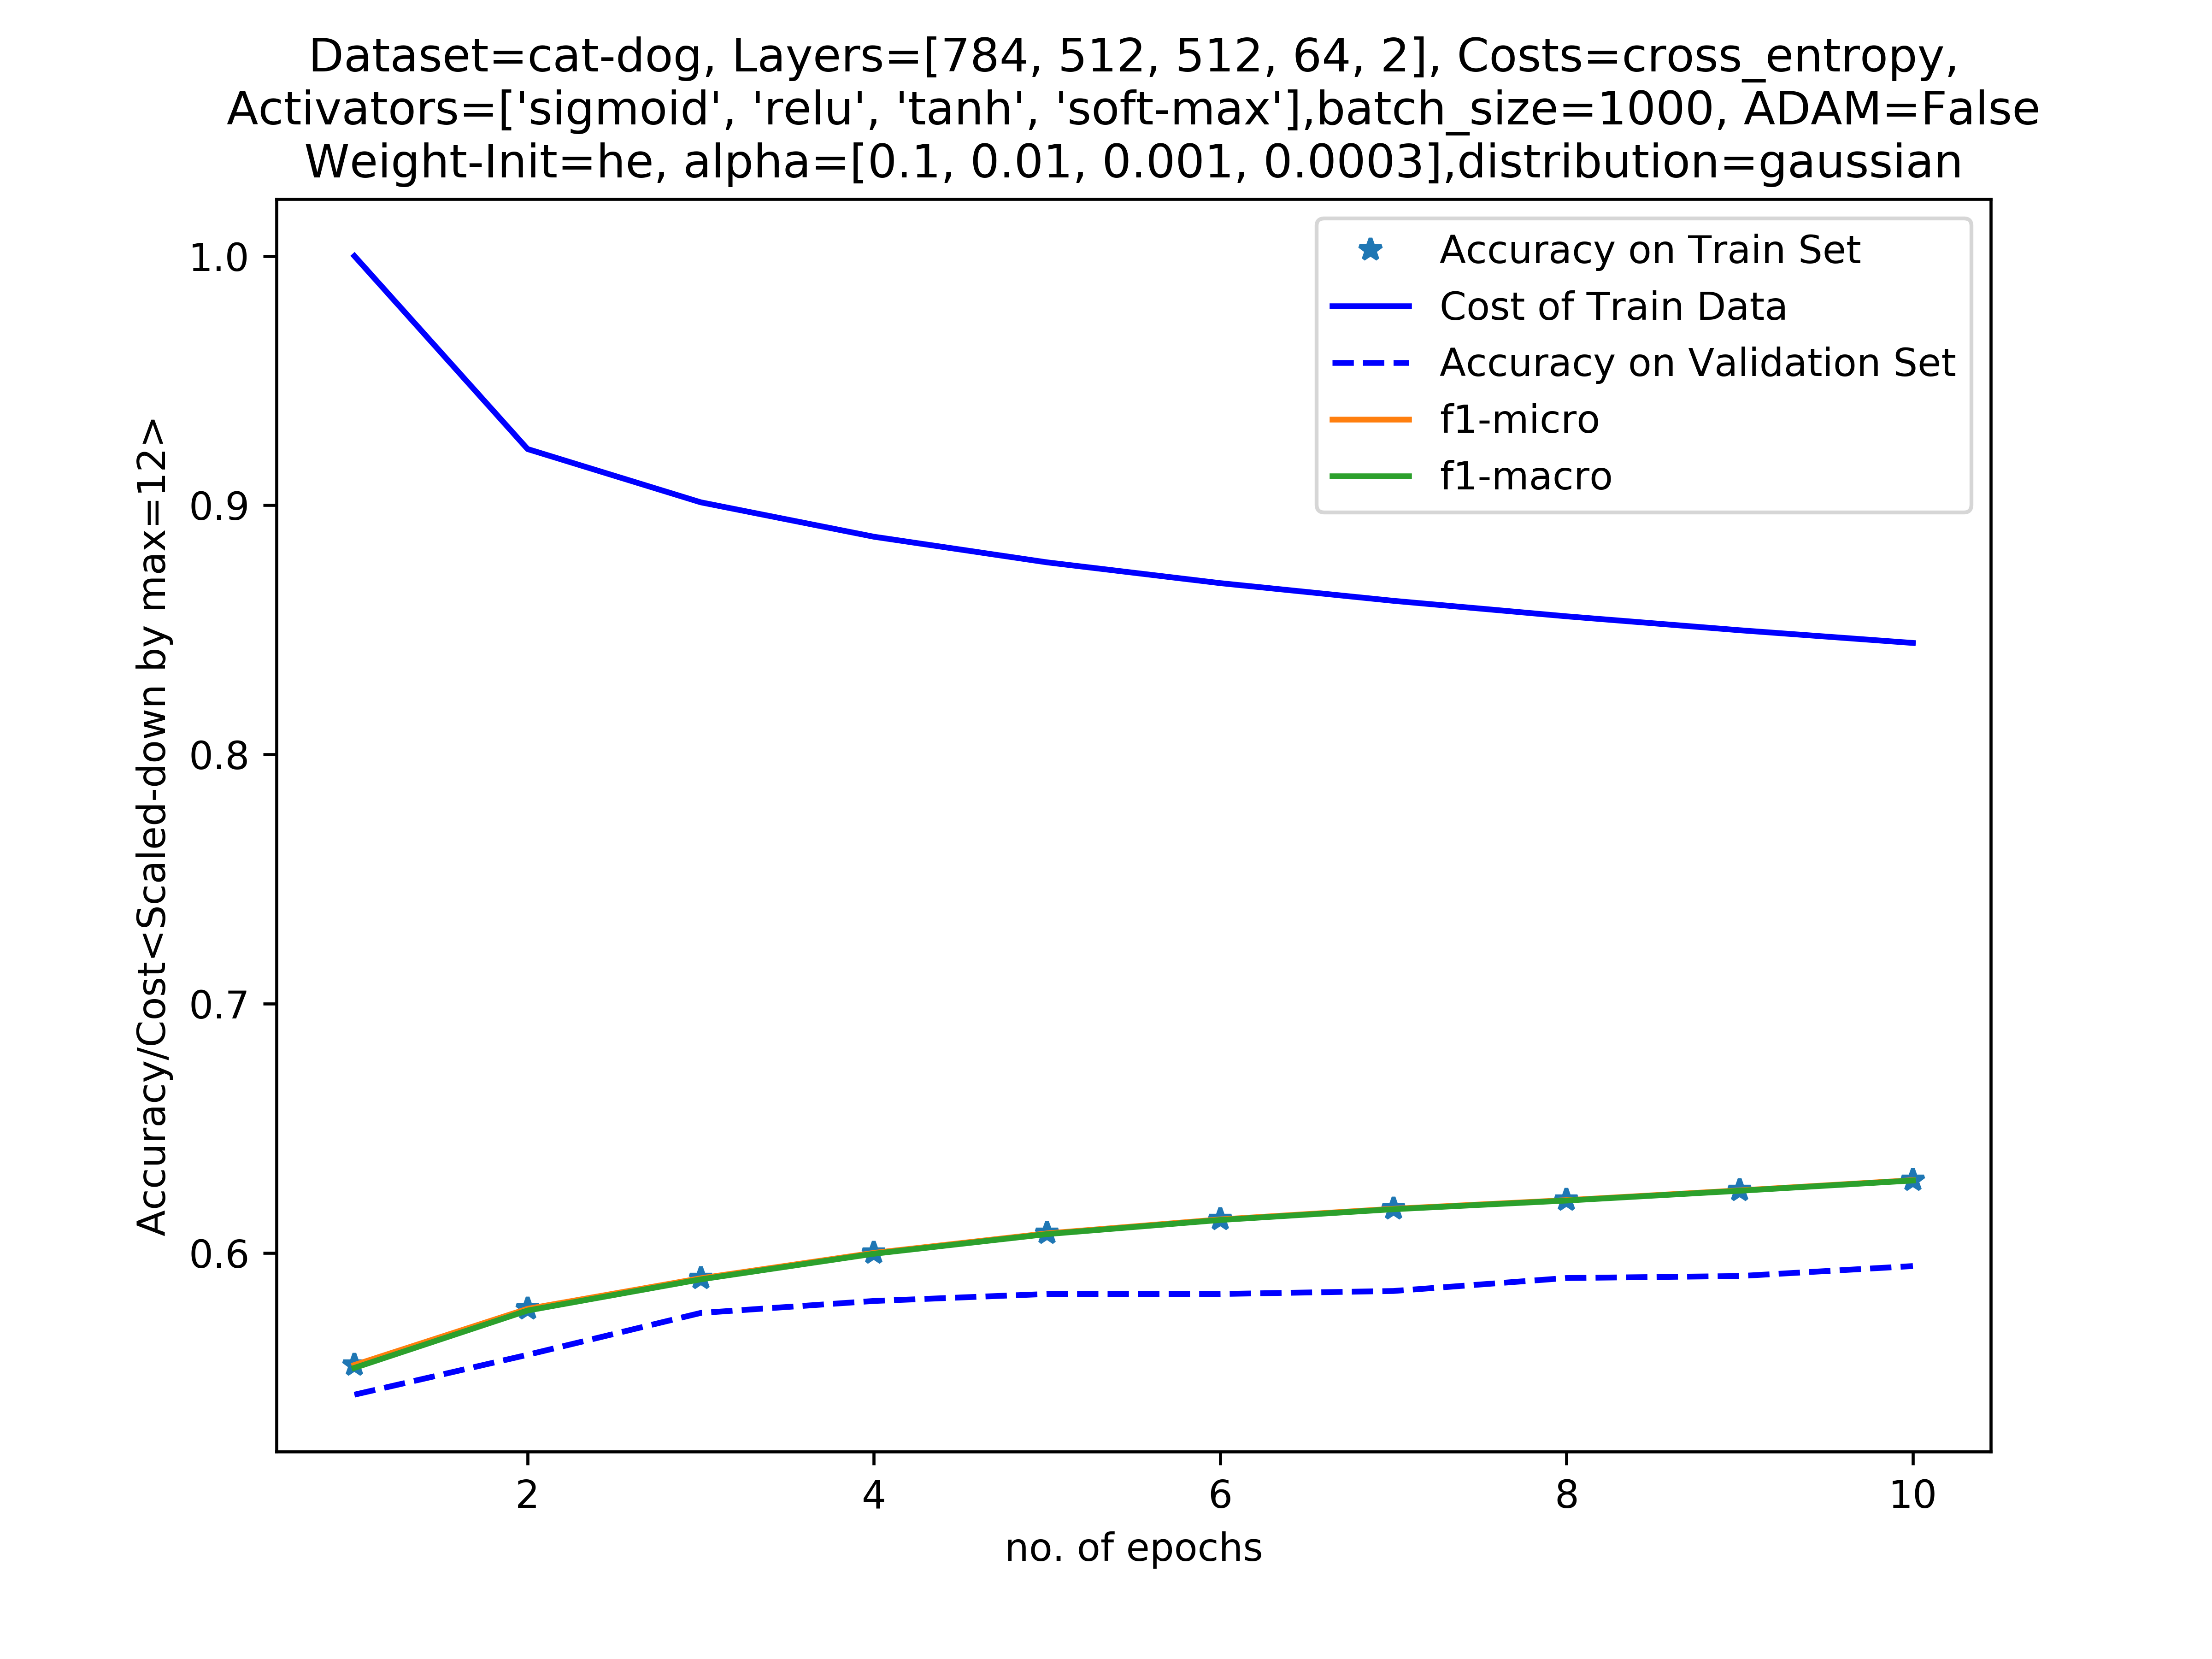 Dataset=cat-dog, Layers=[784, 512, 512, 64, 2], Costs=cross_entropy,
Activators=['sigmoid', 'relu', 'tanh', 'soft-max'],batch_size=1000, ADAM=False
Weight-Init=he, alpha=[0.1, 0.01, 0.001, 0.0003],distribution=gaussian
Accuracy on Train Set
Cost of Train Data
Accuracy on Validation Set
f1-micro
f1-macro
Accuracy/Cost<Scaled-down by max=12>
1.0
0.9
0.8
0.7
0.6
2 4 6 8 10
no. of epochs